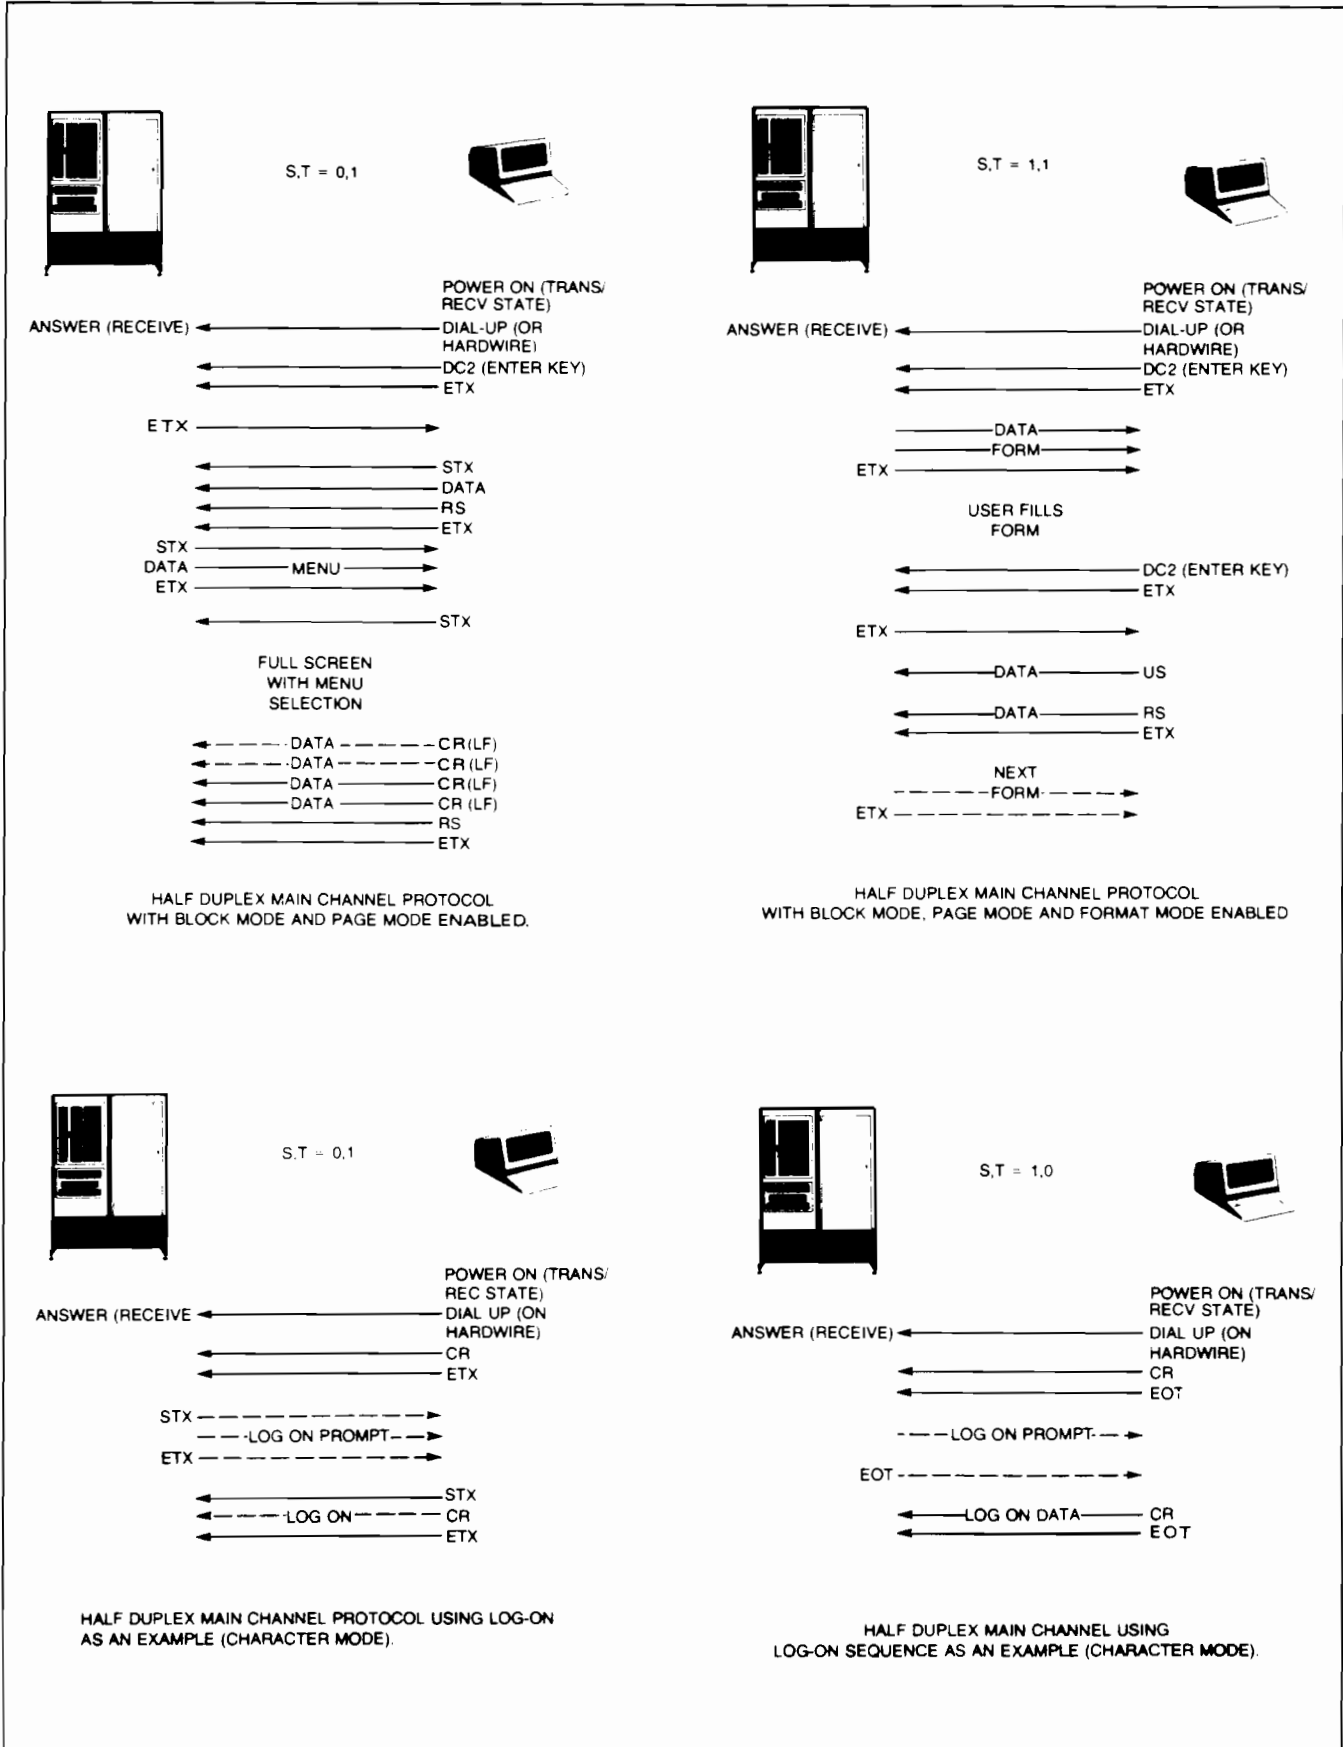 S,T = 0,1
POWER ON (TRANS/
RECV STATE)
ANSWER (RECEIVE)
DIAL-UP (OR
HARDWIRE)
DC2 (ENTER KEY)
ETX
ETX
STX
DATA
RS
ETX
STX
DATA MENU
ETX
STX
FULL SCREEN
WITH MENU
SELECTION
DATA CR(LF)
DATA CR(LF)
DATA CR(LF)
DATA CR (LF)
RS
ETX
HALF DUPLEX MAIN CHANNEL PROTOCOL
WITH BLOCK MODE AND PAGE MODE ENABLED.
S,T = 1,1
POWER ON (TRANS/
RECV STATE)
ANSWER (RECEIVE)
DIAL-UP (OR
HARDWIRE)
DC2 (ENTER KEY)
ETX
DATA
FORM
ETX
USER FILLS
FORM
DC2 (ENTER KEY)
ETX
ETX
DATA US
DATA RS
ETX
NEXT
FORM
ETX
HALF DUPLEX MAIN CHANNEL PROTOCOL
WITH BLOCK MODE, PAGE MODE AND FORMAT MODE ENABLED
S.T = 0,1
POWER ON (TRANS/
REC STATE)
ANSWER (RECEIVE
DIAL UP (ON
HARDWIRE)
CR
ETX
STX
LOG ON PROMPT
ETX
STX
LOG ON CR
ETX
HALF DUPLEX MAIN CHANNEL PROTOCOL USING LOG-ON
AS AN EXAMPLE (CHARACTER MODE).
S,T = 1,0
POWER ON (TRANS/
RECV STATE)
ANSWER (RECEIVE)
DIAL UP (ON
HARDWIRE)
CR
EOT
LOG ON PROMPT
EOT
LOG ON DATA CR
EOT
HALF DUPLEX MAIN CHANNEL USING
LOG-ON SEQUENCE AS AN EXAMPLE (CHARACTER MODE).